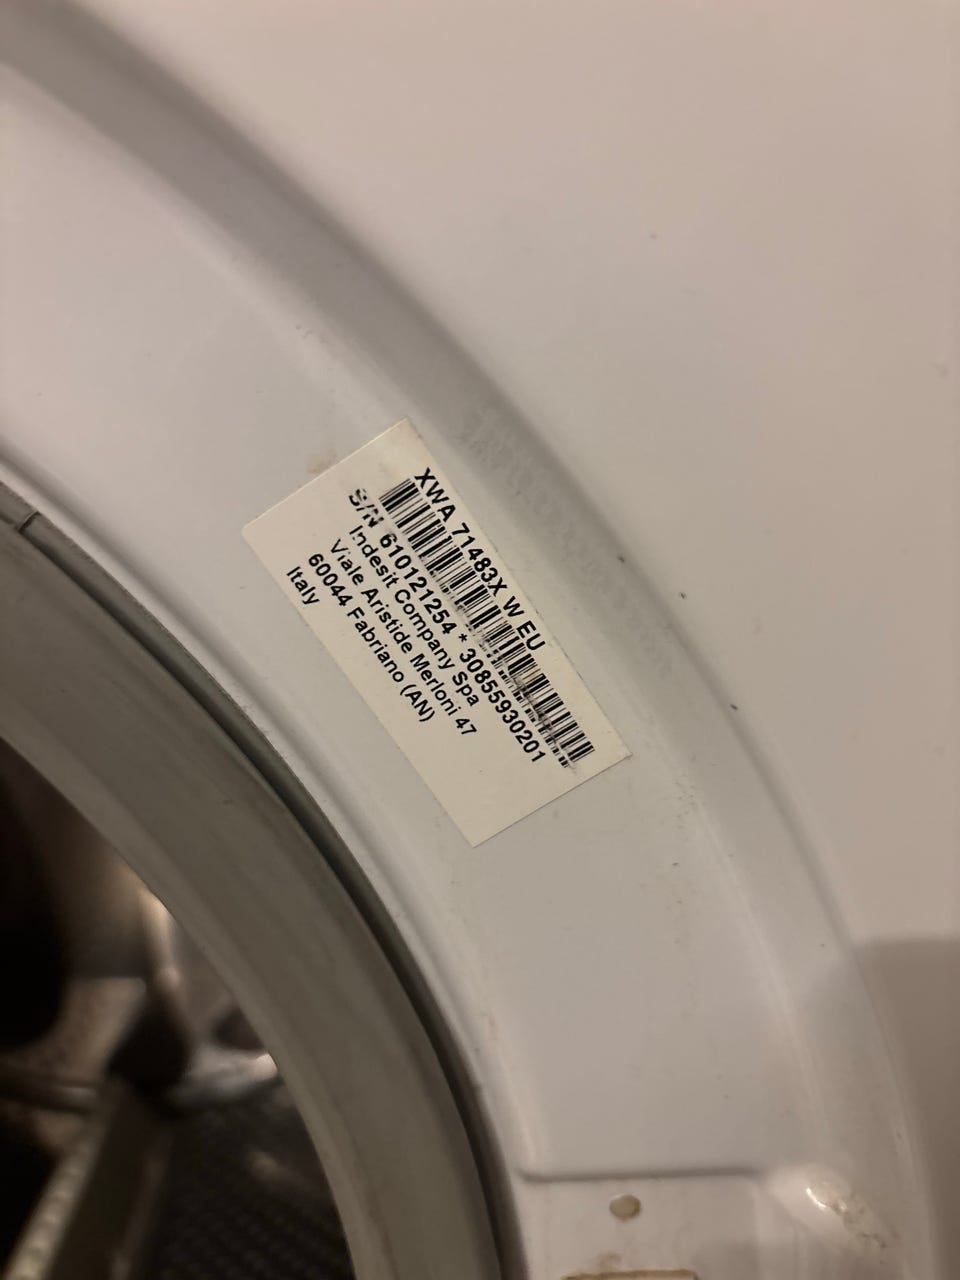 XWA 71483X W EU
S/N 610121254 * 30855930201
Indesit Company Spa
Viale Aristide Merloni 47
60044 Fabriano (AN)
Italy